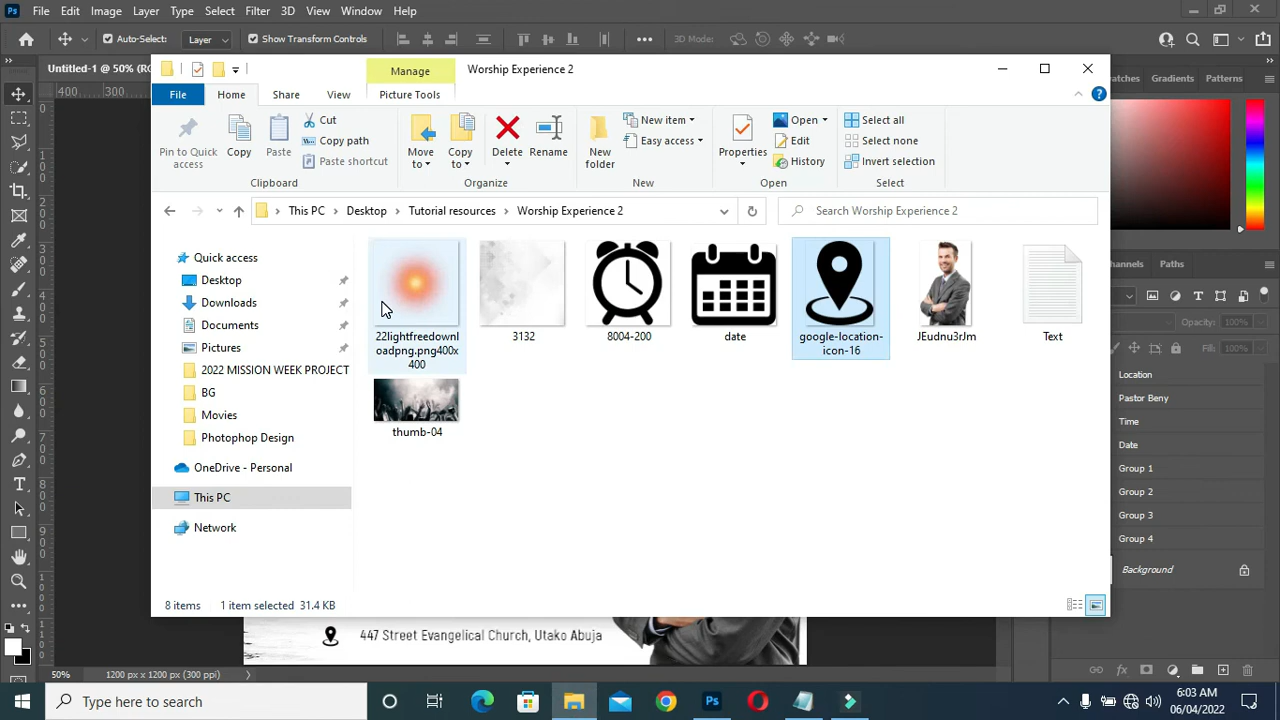 File Edit Image Layer Type Select Filter 3D View Window Help
Auto-Select: Layer Show Transform Controls 3D Mode:
Untitled-1 @ 50% (RG
Manage Worship Experience 2
File Home Share View Picture Tools
Pin to Quick access
Copy
Paste
Cut
Copy path
Paste shortcut
Clipboard
Move to
Copy to
Delete
Rename
Organize
New folder
New item
Easy access
New
Properties
Open
Edit
History
Open
Select all
Select none
Invert selection
Select
This PC > Desktop > Tutorial resources > Worship Experience 2
Search Worship Experience 2
Quick access
Desktop
Downloads
Documents
Pictures
2022 MISSION WEEK PROJECT
BG
Movies
Photophop Design
OneDrive - Personal
This PC
Network
22lightfreedownl
oadpng.png400x
400
3132
8004-200
date
google-location-
icon-16
JEudnu3rJm
Text
thumb-04
8 items 1 item selected 31.4 KB
atches Gradients Patterns
hannels Paths
Opacity: 100%
Fill: 100%
Location
Pastor Beny
Time
Date
Group 1
Group 2
Group 3
Group 4
Background
447 Street Evangelical Church, Utako Abuja
50% 1200 px x 1200 px (300 ppi)
Type here to search
6:03 AM
06/04/2022